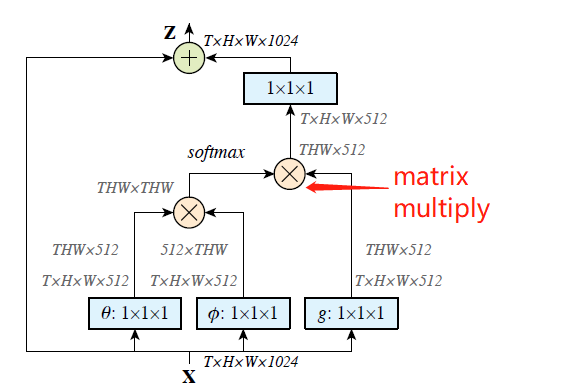 Z
T×H×W×1024
1×1×1
T×H×W×512
softmax
THW×512
matrix
multiply
THW×THW
THW×512
512×THW
THW×512
T×H×W×512
T×H×W×512
T×H×W×512
θ: 1×1×1
ϕ: 1×1×1
g: 1×1×1
T×H×W×1024
X